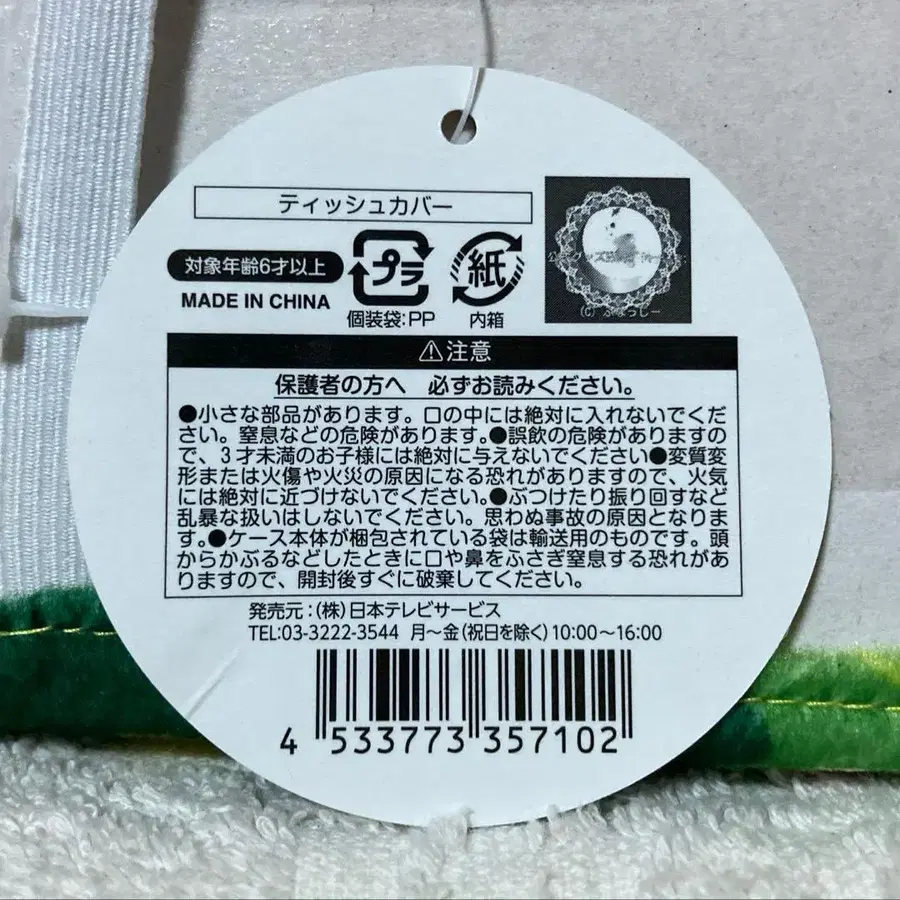 ティッシュカバー
対象年齢6才以上
MADE IN CHINA
プラ
個装袋:PP
紙
内箱
(C) ふなっしー
⚠注意
保護者の方へ 必ずお読みください。
●小さな部品があります。口の中には絶対に入れないでくだ
さい。窒息などの危険があります。●誤飲の危険がありますの
で、3才未満のお子様には絶対に与えないでください●変質変
形または火傷や火災の原因になる恐れがありますので、火気
には絶対に近づけないでください。●ぶつけたり振り回すなど
乱暴な扱いはしないでください。思わぬ事故の原因となりま
す。●ケース本体が梱包されている袋は輸送用のものです。頭
からかぶるなどしたときに口や鼻をふさぎ窒息する恐れがあ
りますので、開封後すぐに破棄してください。
発売元:(株)日本テレビサービス
TEL:03-3222-3544 月〜金(祝日を除く)10:00〜16:00
4 533773 357102